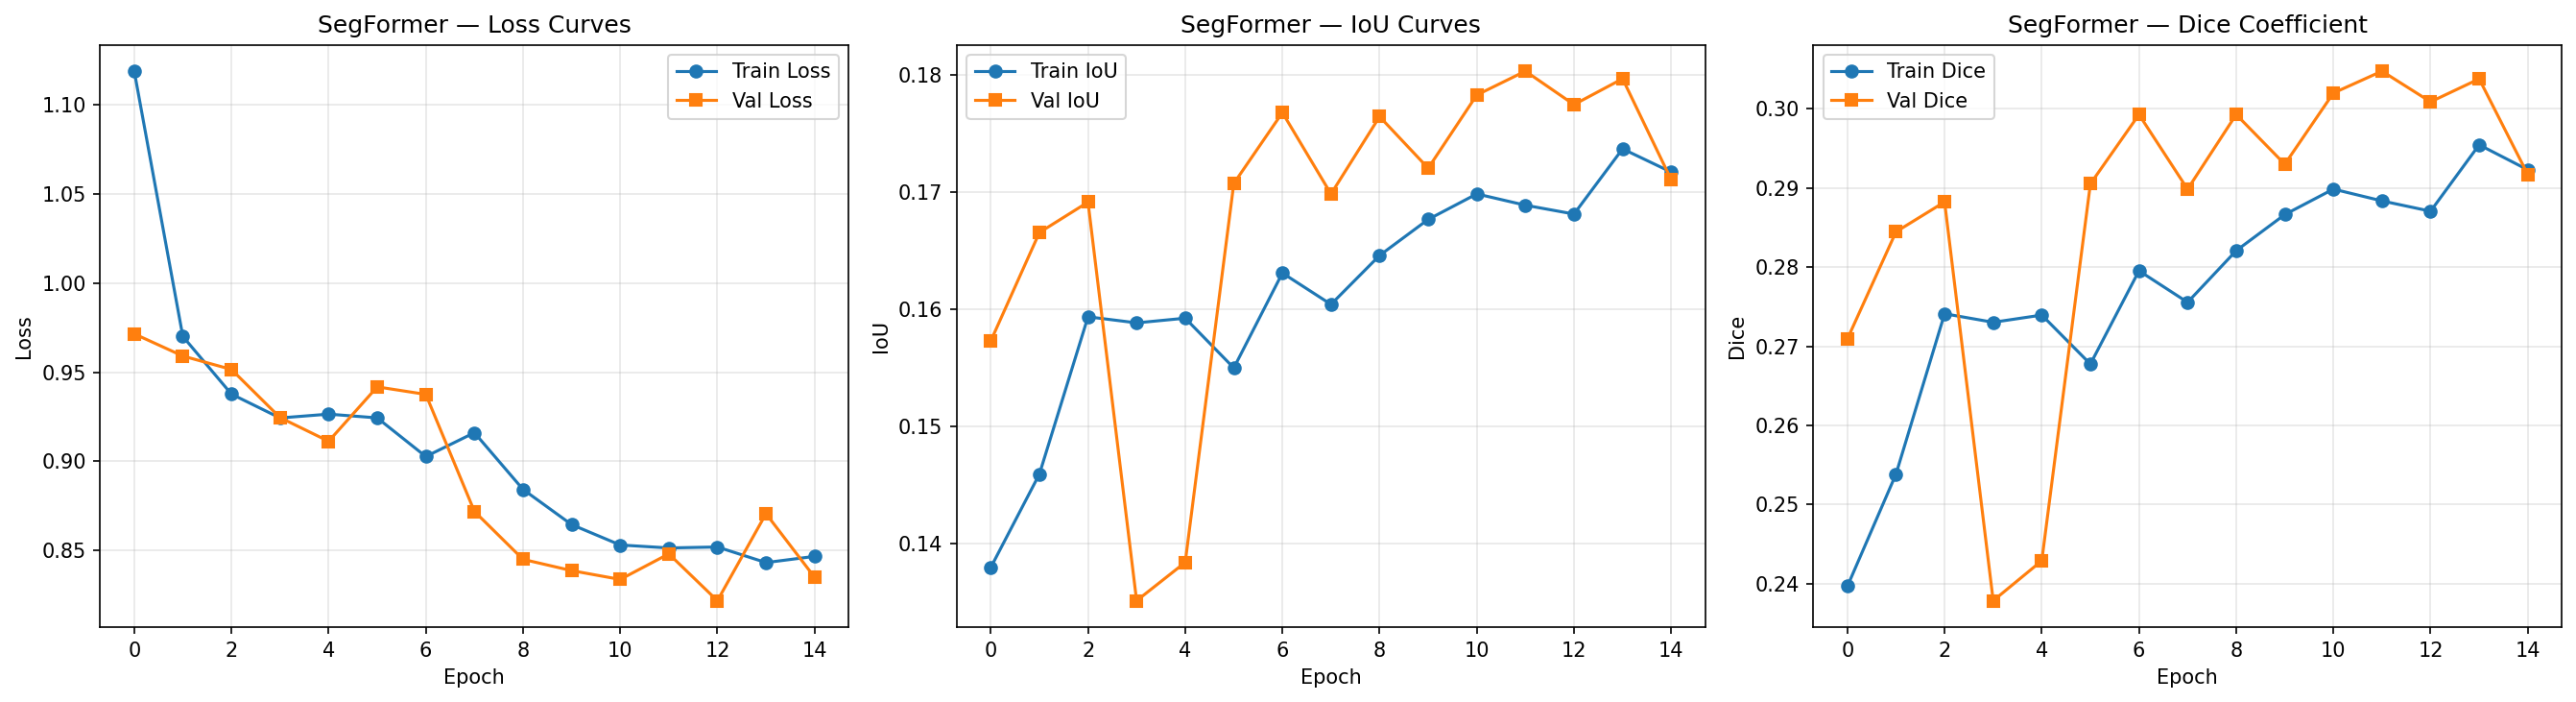 SegFormer — Loss Curves
Train Loss
Val Loss
1.10
1.05
1.00
0.95
0.90
0.85
Loss
0 2 4 6 8 10 12 14
Epoch
SegFormer — IoU Curves
Train IoU
Val IoU
0.18
0.17
0.16
0.15
0.14
IoU
0 2 4 6 8 10 12 14
Epoch
SegFormer — Dice Coefficient
Train Dice
Val Dice
0.30
0.29
0.28
0.27
0.26
0.25
0.24
Dice
0 2 4 6 8 10 12 14
Epoch